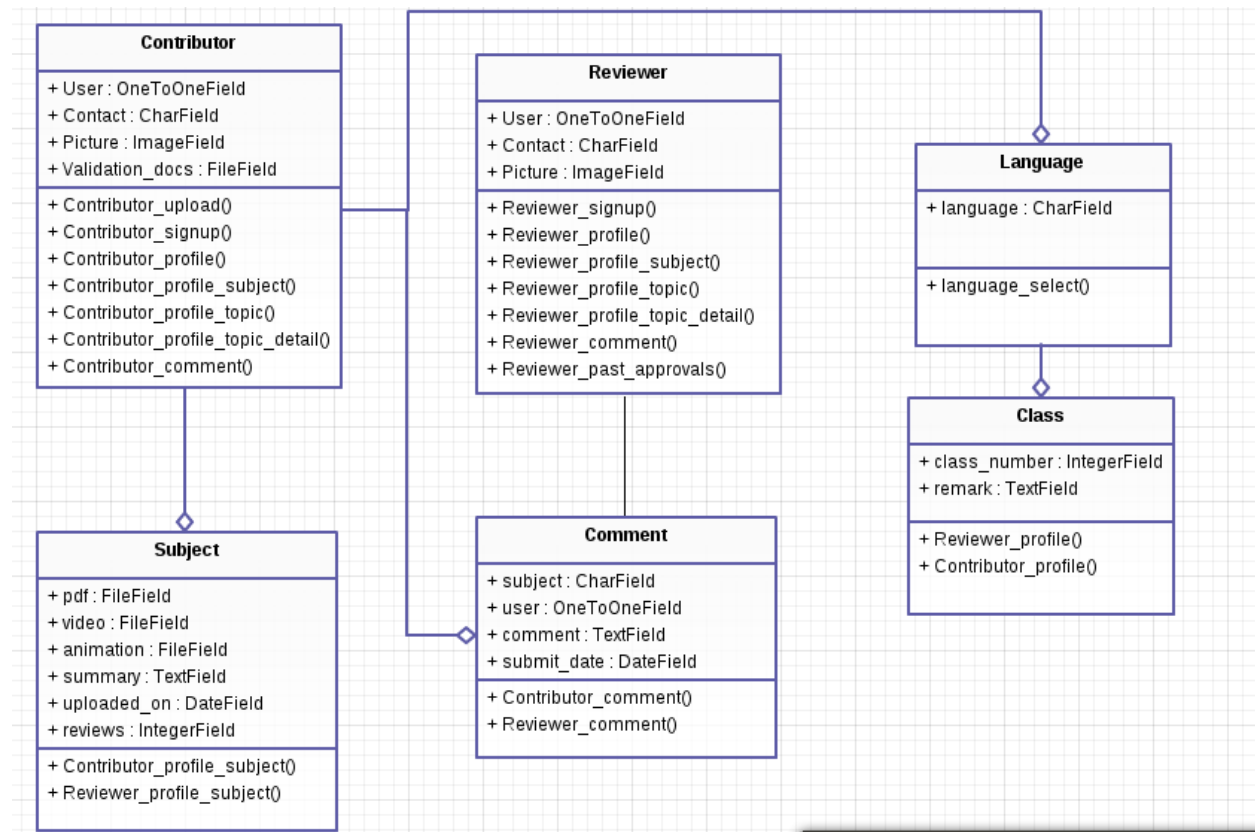 Contributor
+ User : OneToOneField
+ Contact : CharField
+ Picture : ImageField
+ Validation_docs : FileField
+ Contributor_upload()
+ Contributor_signup()
+ Contributor_profile()
+ Contributor_profile_subject()
+ Contributor_profile_topic()
+ Contributor_profile_topic_detail()
+ Contributor_comment()
Reviewer
+ User : OneToOneField
+ Contact : CharField
+ Picture : ImageField
+ Reviewer_signup()
+ Reviewer_profile()
+ Reviewer_profile_subject()
+ Reviewer_profile_topic()
+ Reviewer_profile_topic_detail()
+ Reviewer_comment()
+ Reviewer_past_approvals()
Language
+ language : CharField
+ language_select()
Class
+ class_number : IntegerField
+ remark : TextField
+ Reviewer_profile()
+ Contributor_profile()
Subject
+ pdf : FileField
+ video : FileField
+ animation : FileField
+ summary : TextField
+ uploaded_on : DateField
+ reviews : IntegerField
+ Contributor_profile_subject()
+ Reviewer_profile_subject()
Comment
+ subject : CharField
+ user : OneToOneField
+ comment : TextField
+ submit_date : DateField
+ Contributor_comment()
+ Reviewer_comment()